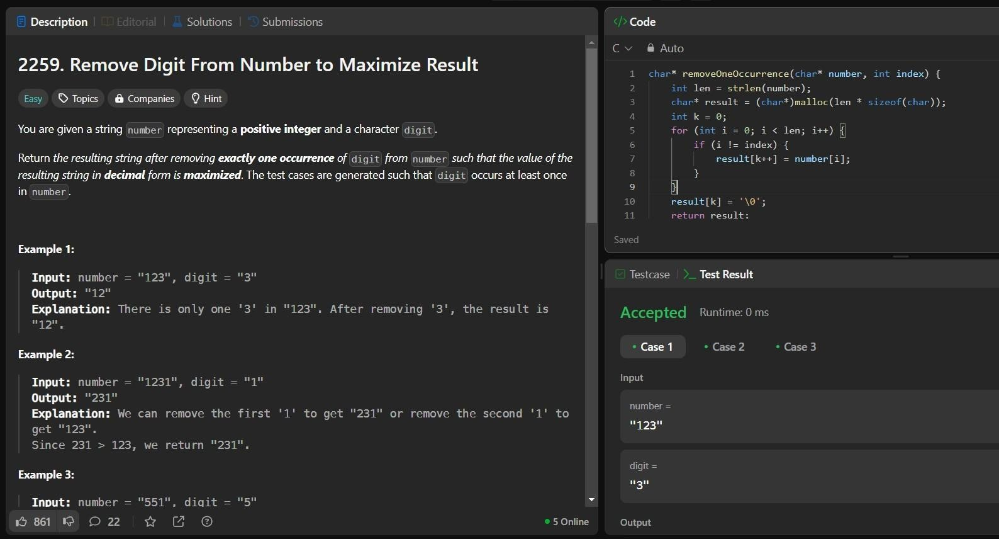 Description | Editorial | Solutions | Submissions
2259. Remove Digit From Number to Maximize Result
Easy Topics Companies Hint
You are given a string number representing a positive integer and a character digit.
Return the resulting string after removing exactly one occurrence of digit from number such that the value of the
resulting string in decimal form is maximized. The test cases are generated such that digit occurs at least once
in number.
Example 1:
Input: number = "123", digit = "3"
Output: "12"
Explanation: There is only one '3' in "123". After removing '3', the result is
"12".
Example 2:
Input: number = "1231", digit = "1"
Output: "231"
Explanation: We can remove the first '1' to get "231" or remove the second '1' to
get "123".
Since 231 > 123, we return "231".
Example 3:
Input: number = "551", digit = "5"
861 22 5 Online
</> Code
C Auto
1 char* removeOneOccurrence(char* number, int index) {
2 int len = strlen(number);
3 char* result = (char*)malloc(len * sizeof(char));
4 int k = 0;
5 for (int i = 0; i < len; i++) {
6 if (i != index) {
7 result[k++] = number[i];
8 }
9 }
10 result[k] = '\0';
11 return result:
Saved
Testcase | >_ Test Result
Accepted Runtime: 0 ms
• Case 1 • Case 2 • Case 3
Input
number =
"123"
digit =
"3"
Output